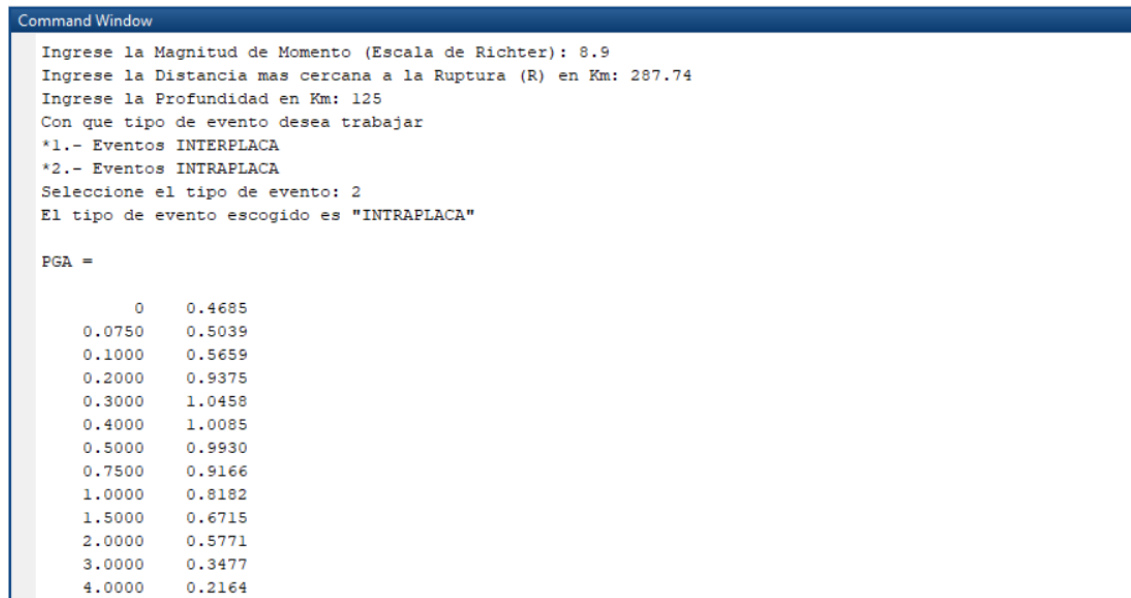 Command Window
Ingrese la Magnitud de Momento (Escala de Richter): 8.9
Ingrese la Distancia mas cercana a la Ruptura (R) en Km: 287.74
Ingrese la Profundidad en Km: 125
Con que tipo de evento desea trabajar
*1.- Eventos INTERPLACA
*2.- Eventos INTRAPLACA
Seleccione el tipo de evento: 2
El tipo de evento escogido es "INTRAPLACA"
PGA =
0 0.4685
0.0750 0.5039
0.1000 0.5659
0.2000 0.9375
0.3000 1.0458
0.4000 1.0085
0.5000 0.9930
0.7500 0.9166
1.0000 0.8182
1.5000 0.6715
2.0000 0.5771
3.0000 0.3477
4.0000 0.2164